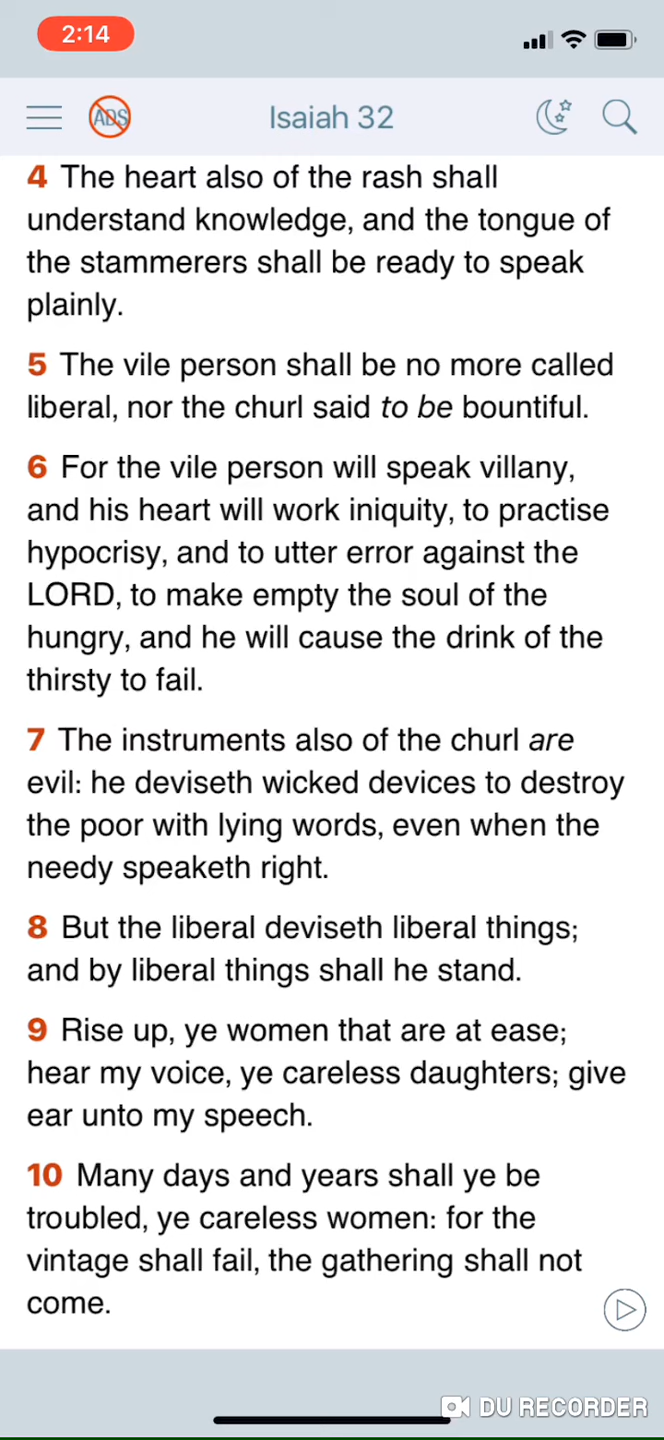 2:14
ADS
Isaiah 32
4 The heart also of the rash shall
understand knowledge, and the tongue of
the stammerers shall be ready to speak
plainly.
5 The vile person shall be no more called
liberal, nor the churl said to be bountiful.
6 For the vile person will speak villany,
and his heart will work iniquity, to practise
hypocrisy, and to utter error against the
LORD, to make empty the soul of the
hungry, and he will cause the drink of the
thirsty to fail.
7 The instruments also of the churl are
evil: he deviseth wicked devices to destroy
the poor with lying words, even when the
needy speaketh right.
8 But the liberal deviseth liberal things;
and by liberal things shall he stand.
9 Rise up, ye women that are at ease;
hear my voice, ye careless daughters; give
ear unto my speech.
10 Many days and years shall ye be
troubled, ye careless women: for the
vintage shall fail, the gathering shall not
come.
DU RECORDER